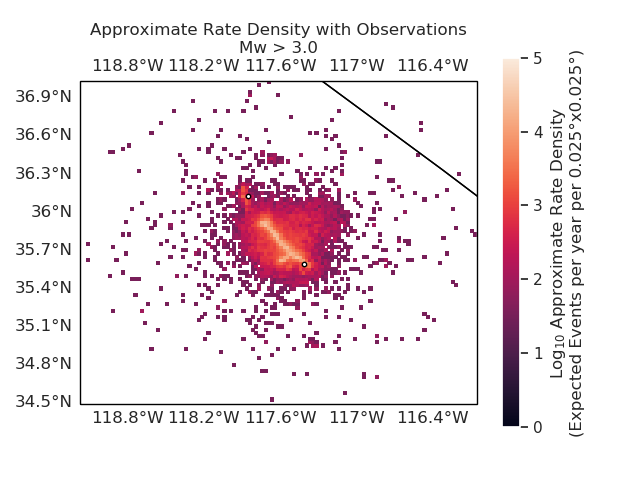 Approximate Rate Density with Observations
Mw > 3.0
118.8°W 118.2°W 117.6°W 117°W 116.4°W
36.9°N
36.6°N
36.3°N
36°N
35.7°N
35.4°N
35.1°N
34.8°N
34.5°N
118.8°W 118.2°W 117.6°W 117°W 116.4°W
5
4
3
2
1
0
Log₁₀ Approximate Rate Density
(Expected Events per year per 0.025°x0.025°)